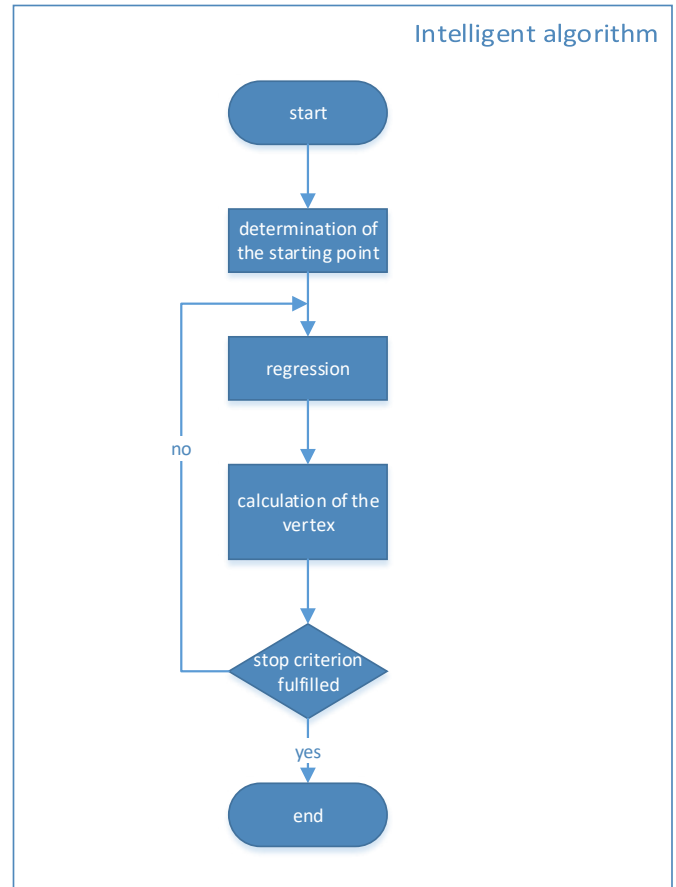 Intelligent algorithm
start
determination of
the starting point
regression
no
calculation of the
vertex
stop criterion
fulfilled
yes
end